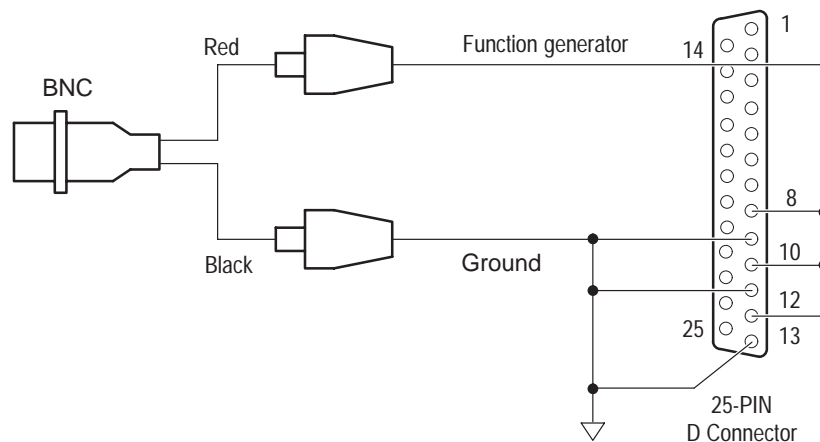 Red
Function generator
1
14
BNC
8
Black
Ground
10
12
25
13
25-PIN
D Connector